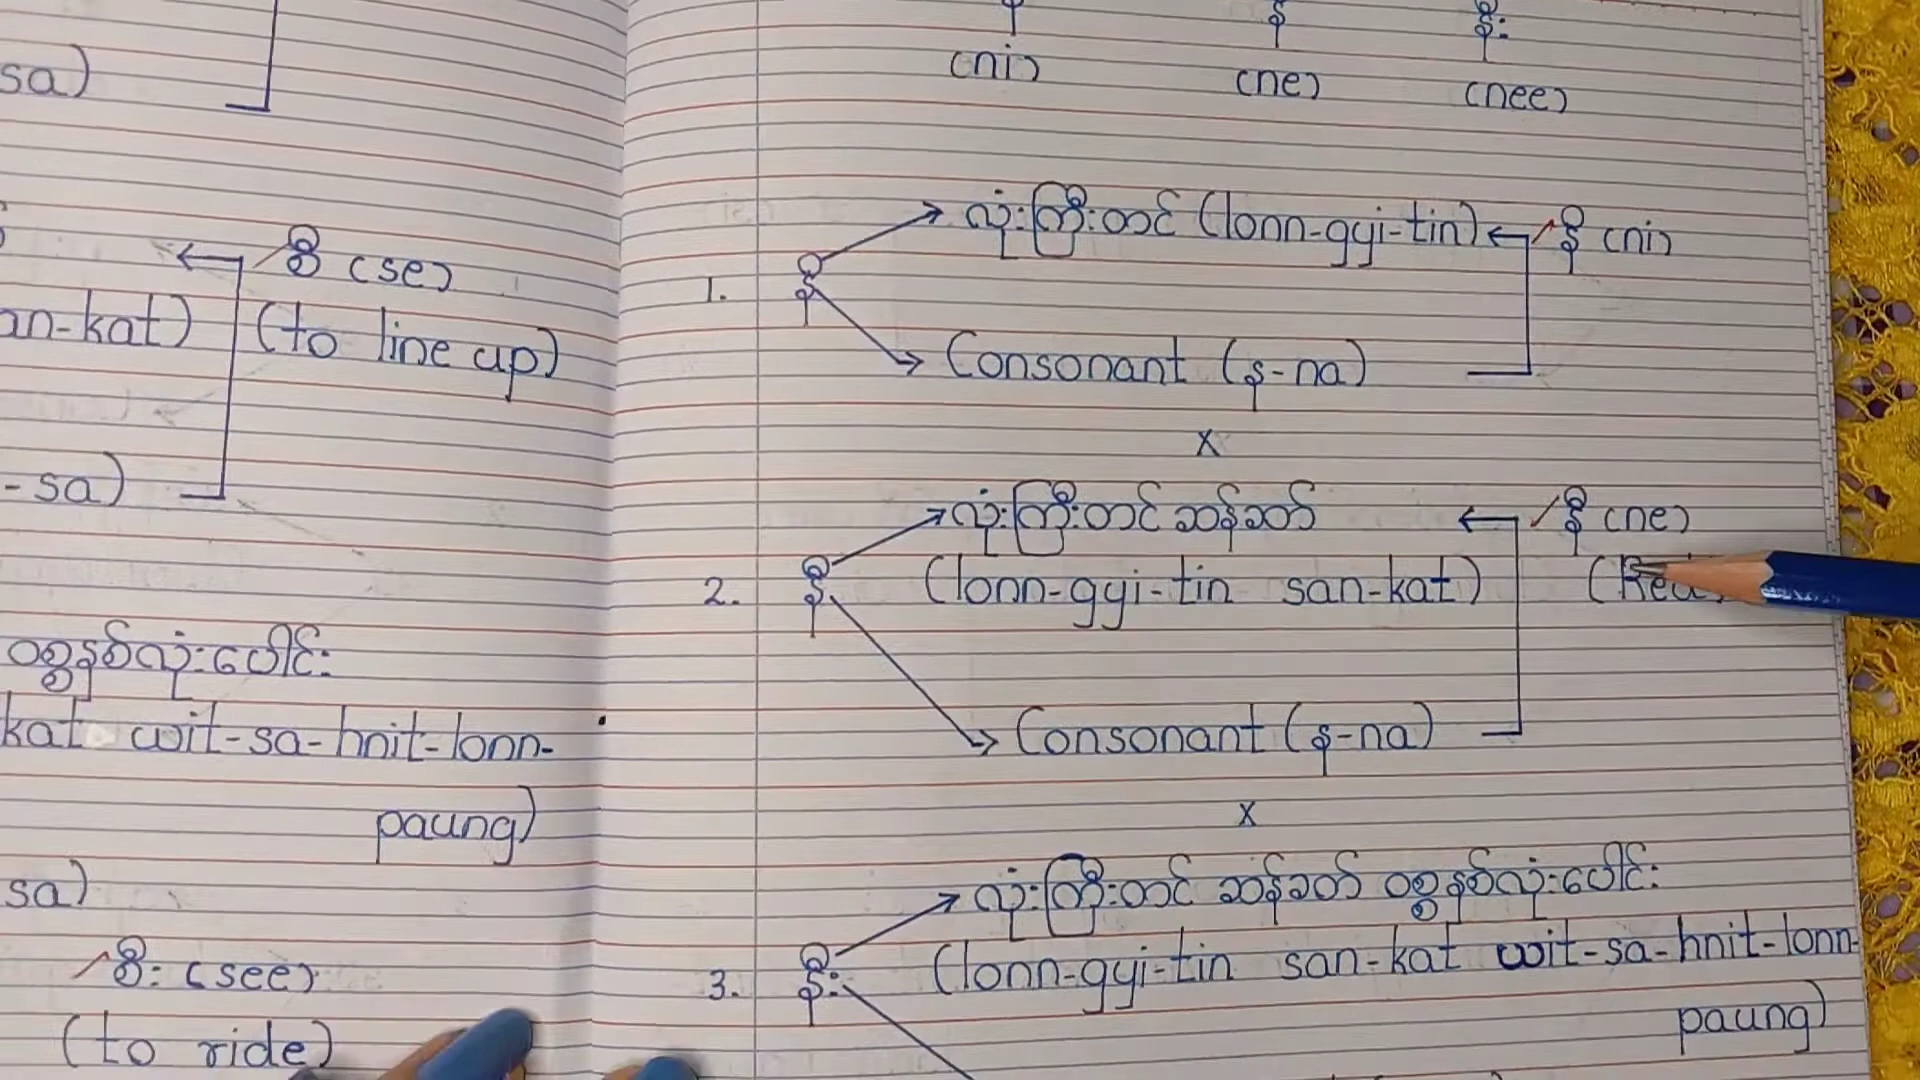 sa)
စီ (se)
an-kat) (to line up)
-sa)
ဝစ္စနှစ်လုံးပေါင်း
kat wit-sa-hnit-lonn-
paung)
sa)
စီး (see)
(to ride)
(ni) (ne) (nee)
လုံးကြီးတင် (lonn-gyi-tin) နိ (ni)
1. နိ
Consonant (န-na)
x
လုံးကြီးတင် ဆန်ခတ် နီ (ne)
2. နီ (lonn-gyi-tin san-kat) (Red)
Consonant (န-na)
x
လုံးကြီးတင် ဆန်ခတ် ဝစ္စနှစ်လုံးပေါင်း
3. နီး (lonn-gyi-tin san-kat wit-sa-hnit-lonn-
paung)